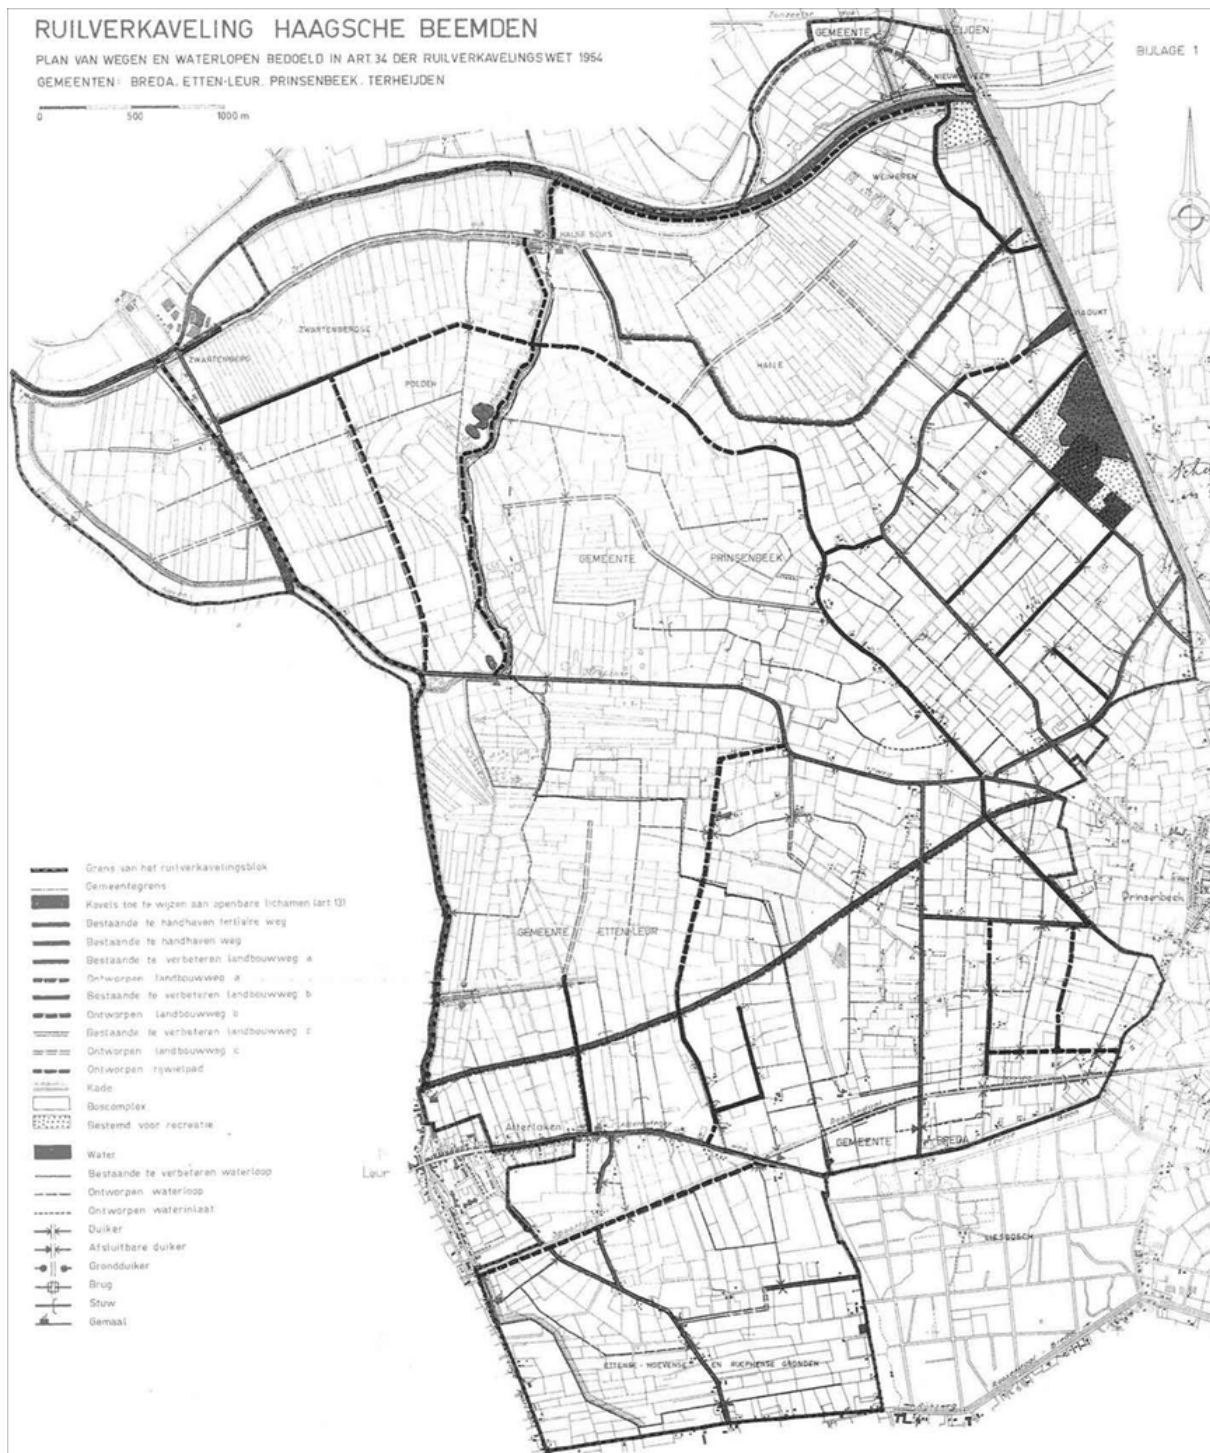 RUILVERKAVELING HAAGSCHE BEEMDEN
PLAN VAN WEGEN EN WATERLOPEN BEDOELD IN ART.34 DER RUILVERKAVELINGSWET 1954
GEMEENTEN: BREDA, ETTEN-LEUR, PRINSENBEEK, TERHEIJDEN
0 500 1000 m
BIJLAGE 1
GEMEENTE TERHEIJDEN
NIEUWVEER
WEIMEREN
HALSE SLUIS
VIADUKT
ZWARTENBERGSE
ZWARTENBERG
HALLE
POLDER
GEMEENTE PRINSENBEEK
Prinsenbeek
GEMEENTE ETTEN-LEUR
Grens van het ruilverkavelingsblok
Gemeentegrens
Kavels toe te wijzen aan openbare lichamen (art.13)
Bestaande te handhaven tertiaire weg
Bestaande te handhaven weg
Bestaande te verbeteren landbouwweg a
Ontworpen landbouwweg a
Bestaande te verbeteren landbouwweg b
Ontworpen landbouwweg b
Bestaande te verbeteren landbouwweg c
Ontworpen landbouwweg c
Ontworpen rijwielpad
Kade
Boscomplex
Bestemd voor recreatie
Water
Bestaande te verbeteren waterloop
Ontworpen waterloop
Ontworpen waterinlaat
Duiker
Afsluitbare duiker
Grondduiker
Brug
Stuw
Gemaal
Attelaken
Leur
GEMEENTE BREDA
LIESBOSCH
ETTENSE - HOEVENSE EN RUCPHENSE GRONDEN